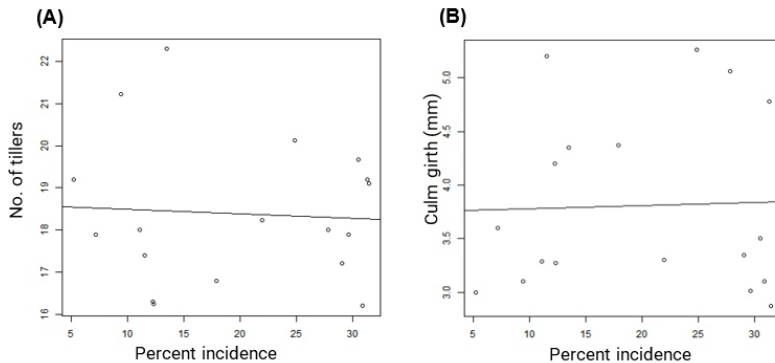 (A)
No. of tillers
22
21
20
19
18
17
16
5 10 15 20 25 30
Percent incidence
(B)
Culm girth (mm)
5.0
4.5
4.0
3.5
3.0
5 10 15 20 25 30
Percent incidence